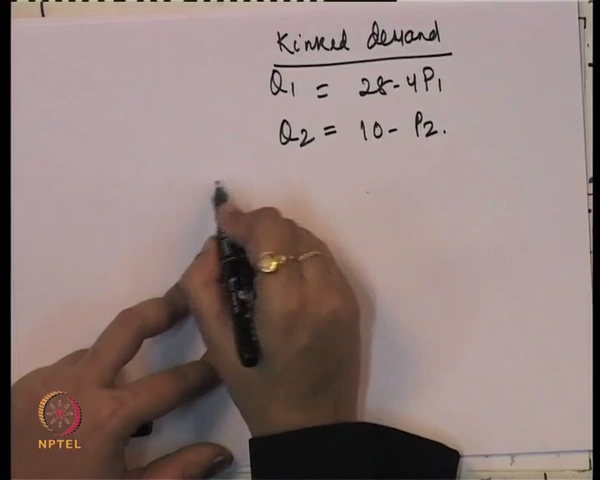 Kinked demand
Q1 = 28-4P1
Q2 = 10- P2.
NPTEL